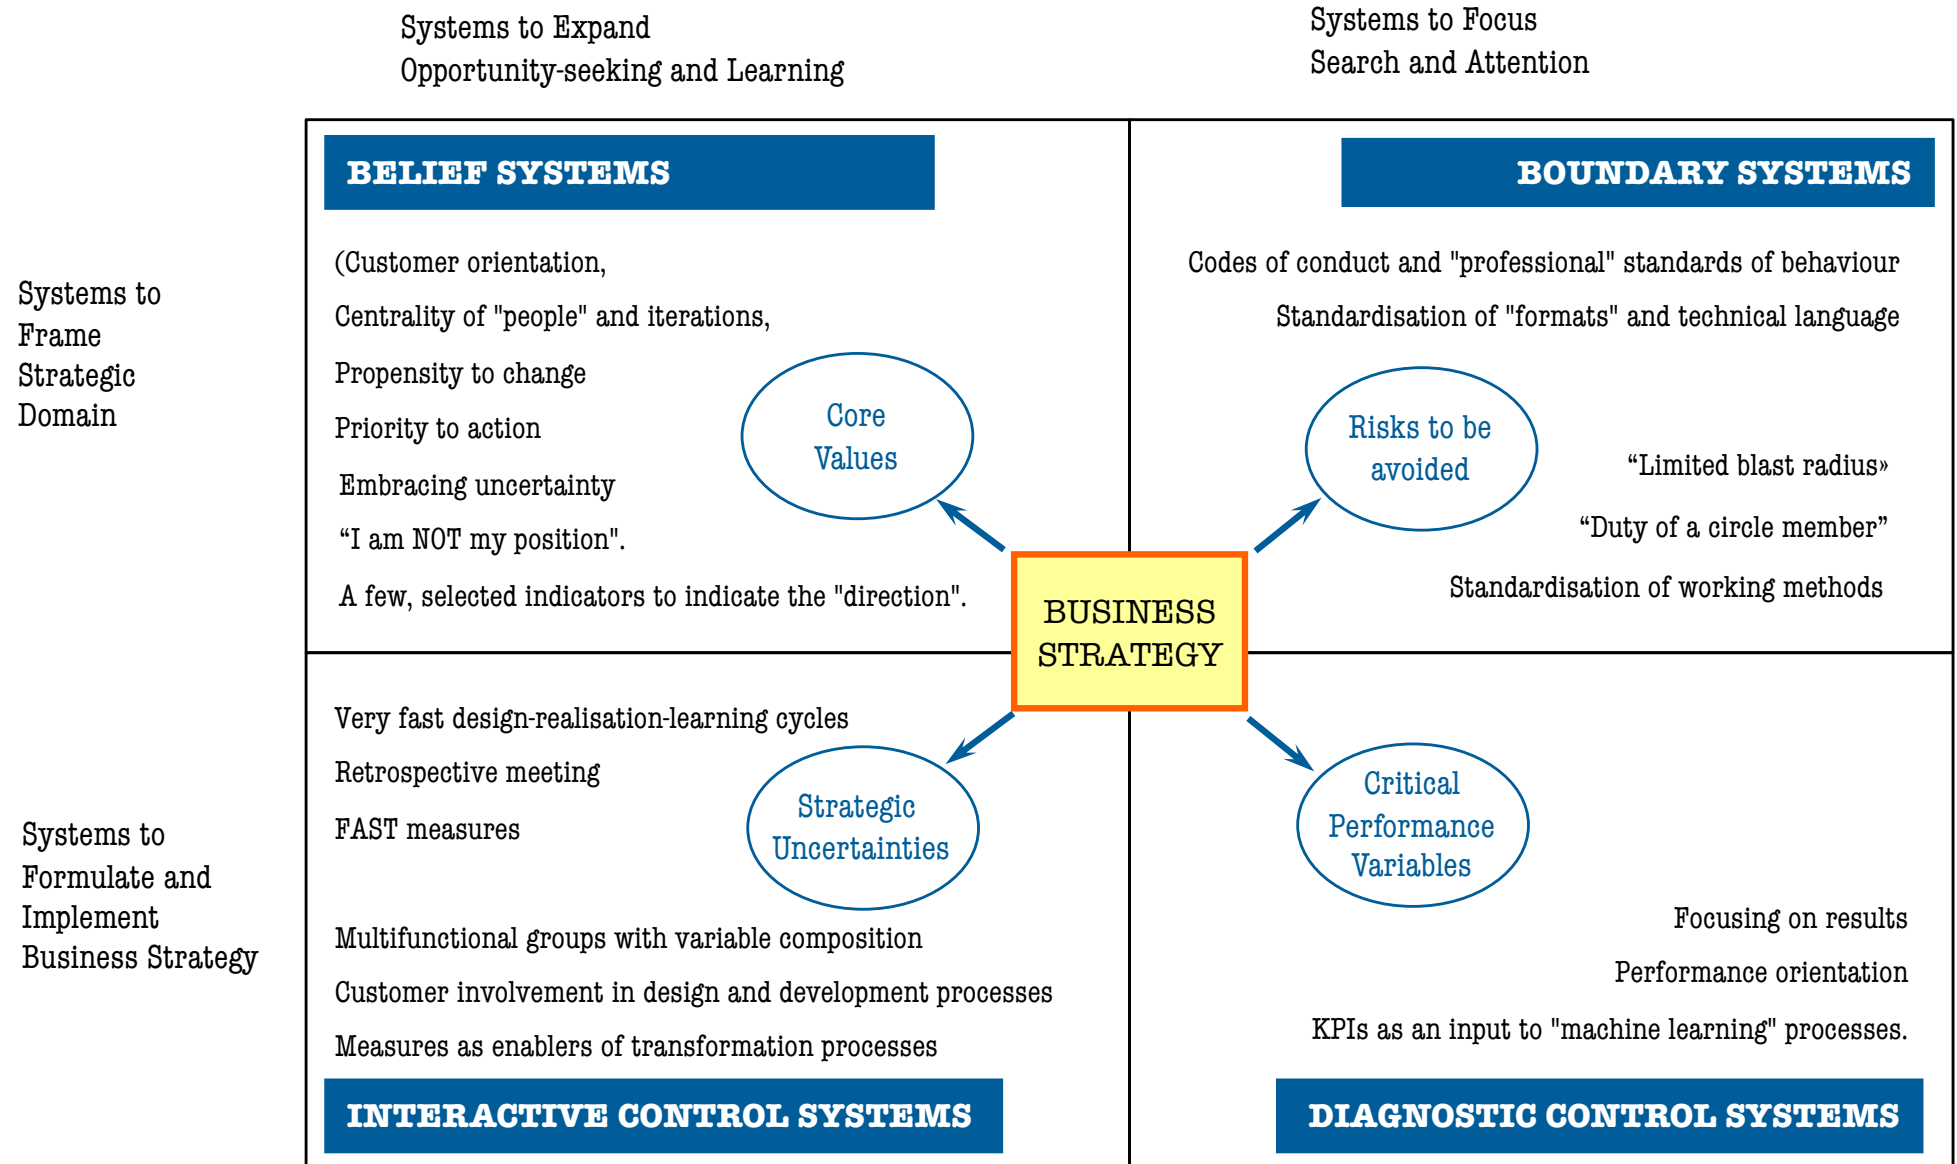 Systems to Expand
Opportunity-seeking and Learning
Systems to Focus
Search and Attention
Systems to
Frame
Strategic
Domain
BELIEF SYSTEMS
(Customer orientation,
Centrality of "people" and iterations,
Propensity to change
Priority to action
Embracing uncertainty
“I am NOT my position".
A few, selected indicators to indicate the "direction".
Core
Values
BOUNDARY SYSTEMS
Codes of conduct and "professional" standards of behaviour
Standardisation of "formats" and technical language
Risks to be
avoided
“Limited blast radius»
“Duty of a circle member”
Standardisation of working methods
BUSINESS
STRATEGY
Systems to
Formulate and
Implement
Business Strategy
Very fast design-realisation-learning cycles
Retrospective meeting
FAST measures
Strategic
Uncertainties
Multifunctional groups with variable composition
Customer involvement in design and development processes
Measures as enablers of transformation processes
INTERACTIVE CONTROL SYSTEMS
Critical
Performance
Variables
Focusing on results
Performance orientation
KPIs as an input to "machine learning" processes.
DIAGNOSTIC CONTROL SYSTEMS